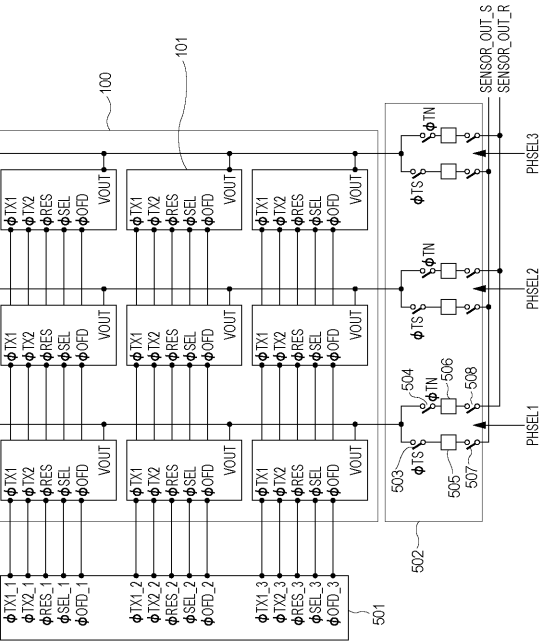 ϕTX1_1 ϕTX1 ϕTX1 ϕTX1
ϕTX2_1 ϕTX2 ϕTX2 ϕTX2
ϕRES_1 ϕRES ϕRES ϕRES
ϕSEL_1 ϕSEL ϕSEL ϕSEL
ϕOFD_1 ϕOFD ϕOFD ϕOFD
VOUT VOUT VOUT
100
ϕTX1_2 ϕTX1 ϕTX1 ϕTX1
ϕTX2_2 ϕTX2 ϕTX2 ϕTX2
ϕRES_2 ϕRES ϕRES ϕRES
ϕSEL_2 ϕSEL ϕSEL ϕSEL
ϕOFD_2 ϕOFD ϕOFD ϕOFD
VOUT VOUT VOUT
101
ϕTX1_3 ϕTX1 ϕTX1 ϕTX1
ϕTX2_3 ϕTX2 ϕTX2 ϕTX2
ϕRES_3 ϕRES ϕRES ϕRES
ϕSEL_3 ϕSEL ϕSEL ϕSEL
ϕOFD_3 ϕOFD ϕOFD ϕOFD
VOUT VOUT VOUT
501
503 504
ϕTS ϕTN ϕTS ϕTN ϕTS ϕTN
502
505 506
507 508
SENSOR_OUT_S
SENSOR_OUT_R
PHSEL1 PHSEL2 PHSEL3